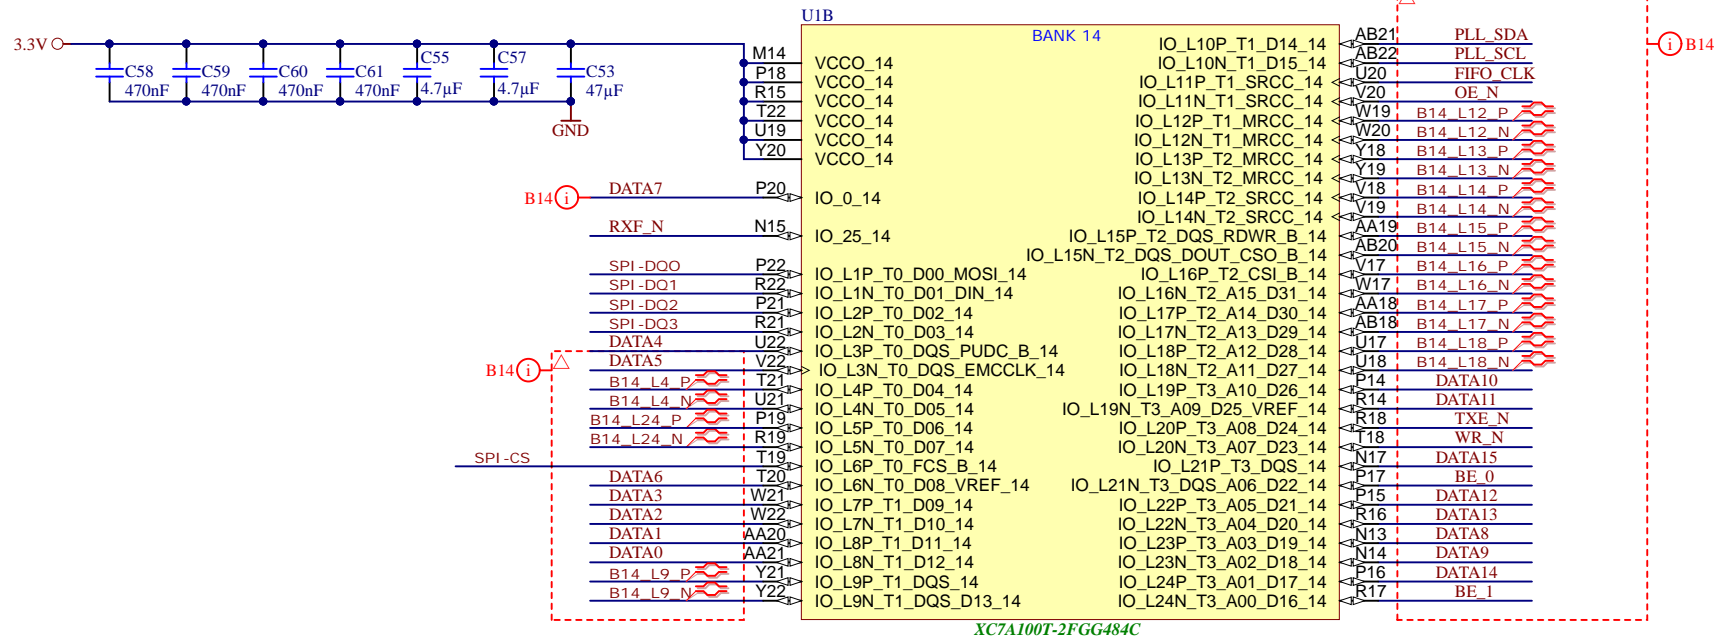 U1B
BANK 14
3.3V
C58 470nF
C59 470nF
C60 470nF
C61 470nF
C55 4.7µF
C57 4.7µF
C53 47µF
GND
M14 VCCO_14
P18 VCCO_14
R15 VCCO_14
T22 VCCO_14
U19 VCCO_14
Y20 VCCO_14
B14 i DATA7 P20 IO_0_14
RXF_N N15 IO_25_14
SPI-DQ0 P22 IO_L1P_T0_D00_MOSI_14
SPI-DQ1 R22 IO_L1N_T0_D01_DIN_14
SPI-DQ2 P21 IO_L2P_T0_D02_14
SPI-DQ3 R21 IO_L2N_T0_D03_14
DATA4 U22 IO_L3P_T0_DQS_PUDC_B_14
B14 i DATA5 V22 IO_L3N_T0_DQS_EMCCLK_14
B14_L4_P T21 IO_L4P_T0_D04_14
B14_L4_N U21 IO_L4N_T0_D05_14
B14_L24_P P19 IO_L5P_T0_D06_14
B14_L24_N R19 IO_L5N_T0_D07_14
SPI-CS T19 IO_L6P_T0_FCS_B_14
DATA6 T20 IO_L6N_T0_D08_VREF_14
DATA3 W21 IO_L7P_T1_D09_14
DATA2 W22 IO_L7N_T1_D10_14
DATA1 AA20 IO_L8P_T1_D11_14
DATA0 AA21 IO_L8N_T1_D12_14
B14_L9_P Y21 IO_L9P_T1_DQS_14
B14_L9_N Y22 IO_L9N_T1_DQS_D13_14
IO_L10P_T1_D14_14 AB21 PLL_SDA i B14
IO_L10N_T1_D15_14 AB22 PLL_SCL
IO_L11P_T1_SRCC_14 U20 FIFO_CLK
IO_L11N_T1_SRCC_14 V20 OE_N
IO_L12P_T1_MRCC_14 W19 B14_L12_P
IO_L12N_T1_MRCC_14 W20 B14_L12_N
IO_L13P_T2_MRCC_14 Y18 B14_L13_P
IO_L13N_T2_MRCC_14 Y19 B14_L13_N
IO_L14P_T2_SRCC_14 V18 B14_L14_P
IO_L14N_T2_SRCC_14 V19 B14_L14_N
IO_L15P_T2_DQS_RDWR_B_14 AA19 B14_L15_P
IO_L15N_T2_DQS_DOUT_CSO_B_14 AB20 B14_L15_N
IO_L16P_T2_CSI_B_14 V17 B14_L16_P
IO_L16N_T2_A15_D31_14 W17 B14_L16_N
IO_L17P_T2_A14_D30_14 AA18 B14_L17_P
IO_L17N_T2_A13_D29_14 AB18 B14_L17_N
IO_L18P_T2_A12_D28_14 U17 B14_L18_P
IO_L18N_T2_A11_D27_14 U18 B14_L18_N
IO_L19P_T3_A10_D26_14 P14 DATA10
IO_L19N_T3_A09_D25_VREF_14 R14 DATA11
IO_L20P_T3_A08_D24_14 R18 TXE_N
IO_L20N_T3_A07_D23_14 T18 WR_N
IO_L21P_T3_DQS_14 N17 DATA15
IO_L21N_T3_DQS_A06_D22_14 P17 BE_0
IO_L22P_T3_A05_D21_14 P15 DATA12
IO_L22N_T3_A04_D20_14 R16 DATA13
IO_L23P_T3_A03_D19_14 N13 DATA8
IO_L23N_T3_A02_D18_14 N14 DATA9
IO_L24P_T3_A01_D17_14 P16 DATA14
IO_L24N_T3_A00_D16_14 R17 BE_1
XC7A100T-2FGG484C